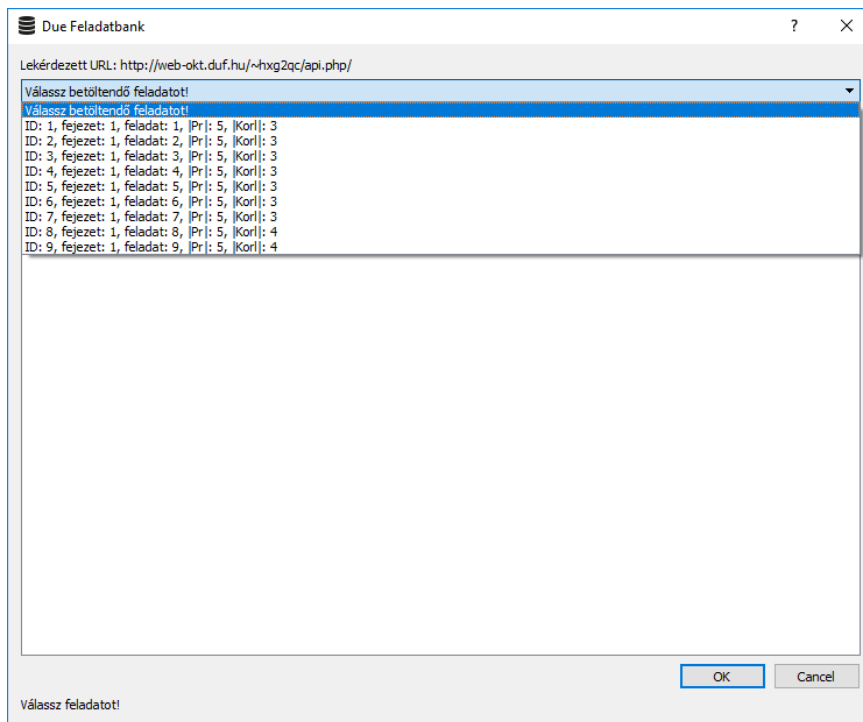 Due Feladatbank
Lekérdezett URL: http://web-okt.duf.hu/~hxg2qc/api.php/
Válassz betöltendő feladatot!
Válassz betöltendő feladatot!
ID: 1, fejezet: 1, feladat: 1, |Pr|: 5, |Korl|: 3
ID: 2, fejezet: 1, feladat: 2, |Pr|: 5, |Korl|: 3
ID: 3, fejezet: 1, feladat: 3, |Pr|: 5, |Korl|: 3
ID: 4, fejezet: 1, feladat: 4, |Pr|: 5, |Korl|: 3
ID: 5, fejezet: 1, feladat: 5, |Pr|: 5, |Korl|: 3
ID: 6, fejezet: 1, feladat: 6, |Pr|: 5, |Korl|: 3
ID: 7, fejezet: 1, feladat: 7, |Pr|: 5, |Korl|: 3
ID: 8, fejezet: 1, feladat: 8, |Pr|: 5, |Korl|: 4
ID: 9, fejezet: 1, feladat: 9, |Pr|: 5, |Korl|: 4
OK Cancel
Válassz feladatot!